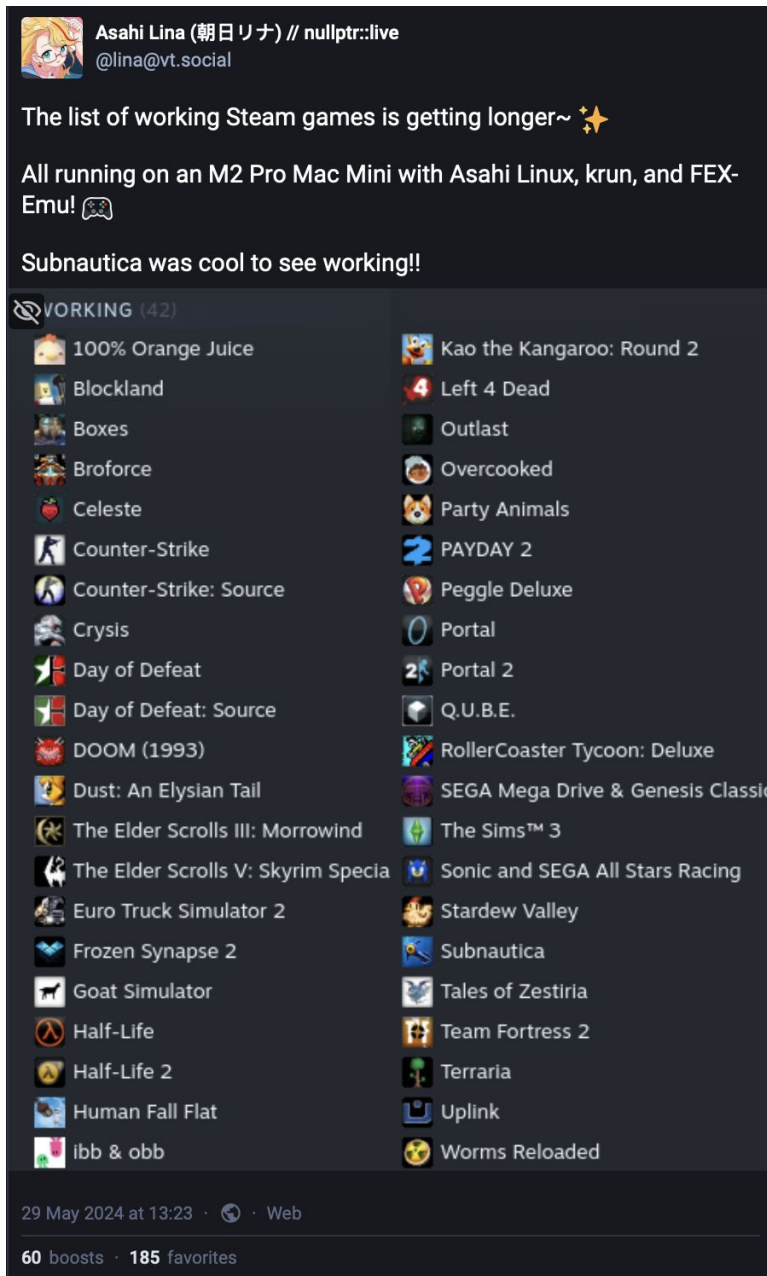 Asahi Lina (朝日リナ) // nullptr::live
@lina@vt.social
The list of working Steam games is getting longer~ ✨
All running on an M2 Pro Mac Mini with Asahi Linux, krun, and FEX-
Emu! 🎮
Subnautica was cool to see working!!
WORKING (42)
100% Orange Juice
Blockland
Boxes
Broforce
Celeste
Counter-Strike
Counter-Strike: Source
Crysis
Day of Defeat
Day of Defeat: Source
DOOM (1993)
Dust: An Elysian Tail
The Elder Scrolls III: Morrowind
The Elder Scrolls V: Skyrim Specia
Euro Truck Simulator 2
Frozen Synapse 2
Goat Simulator
Half-Life
Half-Life 2
Human Fall Flat
ibb & obb
Kao the Kangaroo: Round 2
Left 4 Dead
Outlast
Overcooked
Party Animals
PAYDAY 2
Peggle Deluxe
Portal
Portal 2
Q.U.B.E.
RollerCoaster Tycoon: Deluxe
SEGA Mega Drive & Genesis Classic
The Sims™ 3
Sonic and SEGA All Stars Racing
Stardew Valley
Subnautica
Tales of Zestiria
Team Fortress 2
Terraria
Uplink
Worms Reloaded
29 May 2024 at 13:23 · Web
60 boosts · 185 favorites